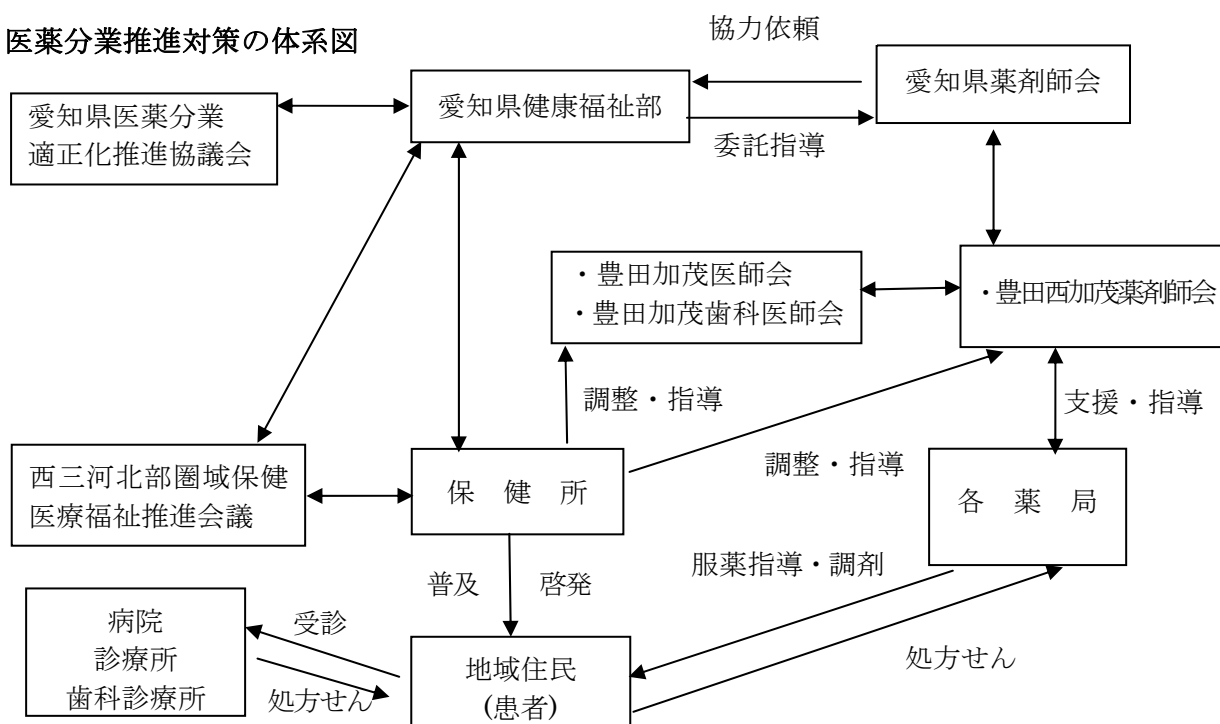 医薬分業推進対策の体系図
協力依頼
愛知県医薬分業
適正化推進協議会
愛知県健康福祉部
愛知県薬剤師会
委託指導
・豊田加茂医師会
・豊田加茂歯科医師会
・豊田西加茂薬剤師会
調整・指導
支援・指導
西三河北部圏域保健
医療福祉推進会議
保　健　所
調整・指導
各　薬　局
普及
啓発
服薬指導・調剤
病院
診療所
歯科診療所
受診
処方せん
地域住民
(患者)
処方せん